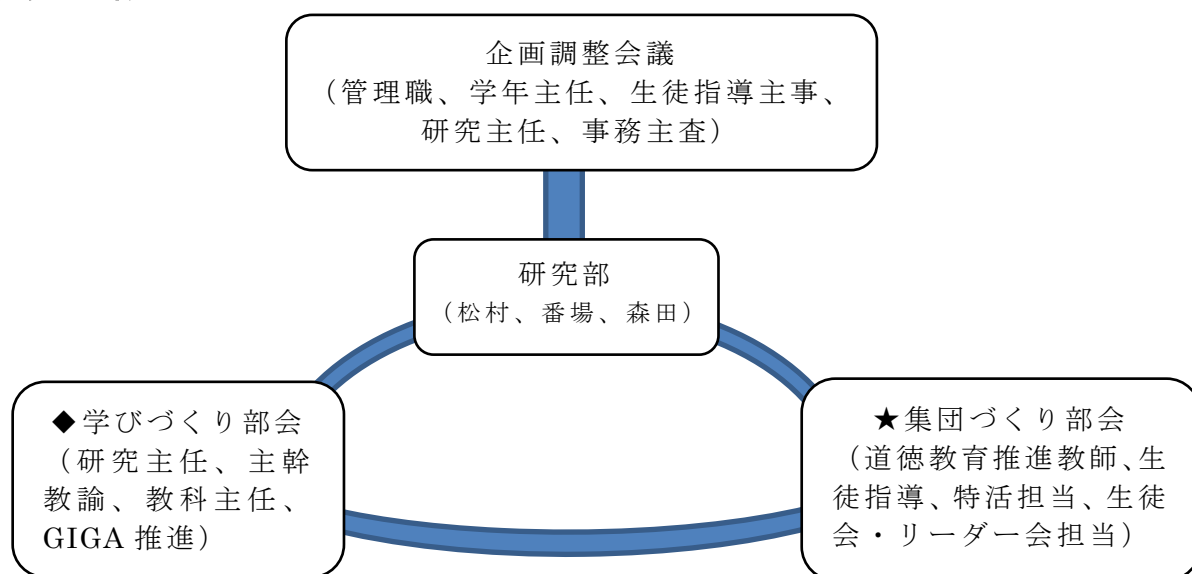 企画調整会議
（管理職、学年主任、生徒指導主事、
研究主任、事務主査）
研究部
（松村、番場、森田）
◆学びづくり部会
（研究主任、主幹
教諭、教科主任、
GIGA 推進）
★集団づくり部会
（道徳教育推進教師、生
徒指導、特活担当、生徒
会・リーダー会担当）